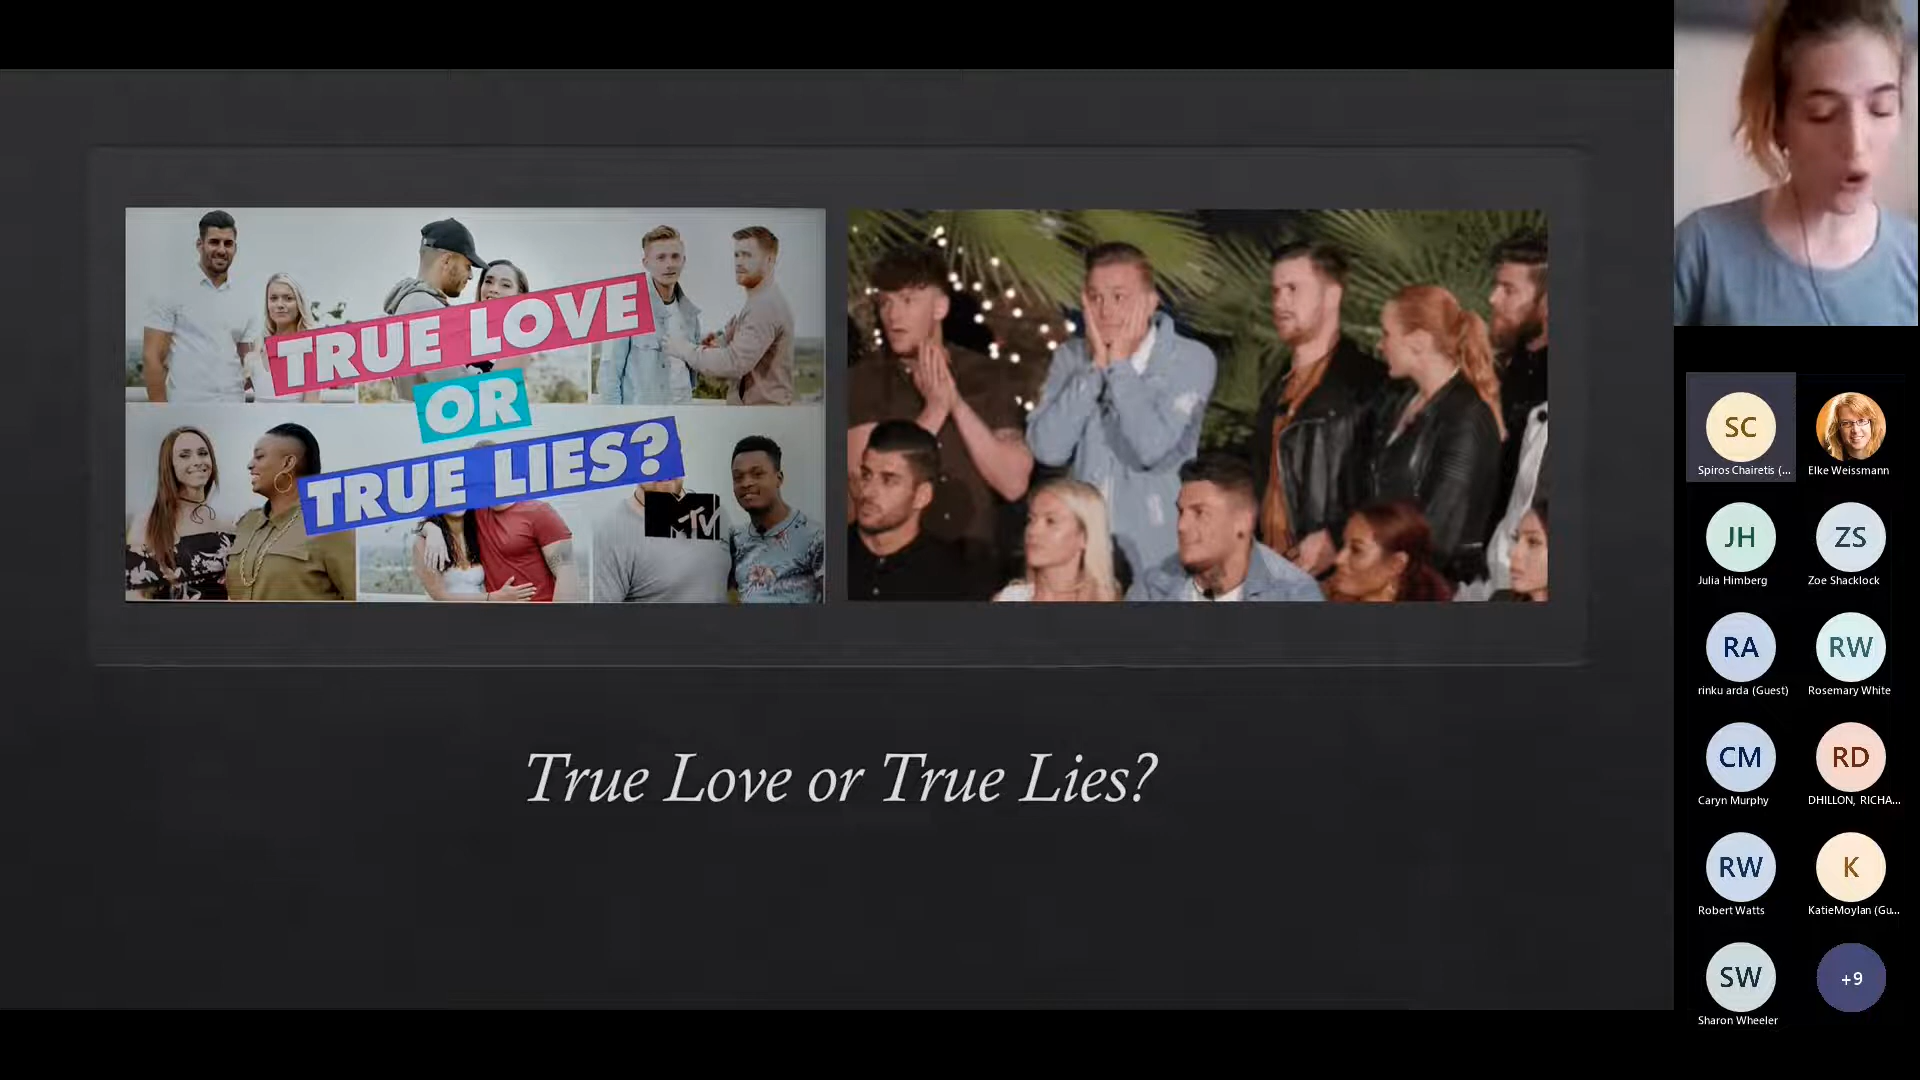 TRUE LOVE
OR
TRUE LIES?
MTV
True Love or True Lies?
SC
Spiros Chairetis (...
Elke Weissmann
JH
Julia Himberg
ZS
Zoe Shacklock
RA
rinku arda (Guest)
RW
Rosemary White
CM
Caryn Murphy
RD
DHILLON, RICHA...
RW
Robert Watts
K
KatieMoylan (Gu...
SW
Sharon Wheeler
+9